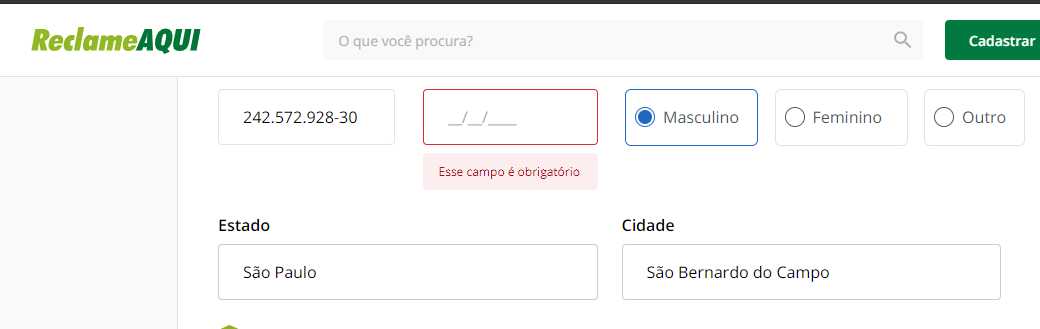 ReclameAQUI
O que você procura?
Cadastrar
242.572.928-30
__/__/____
Masculino
Feminino
Outro
Esse campo é obrigatório
Estado
Cidade
São Paulo
São Bernardo do Campo